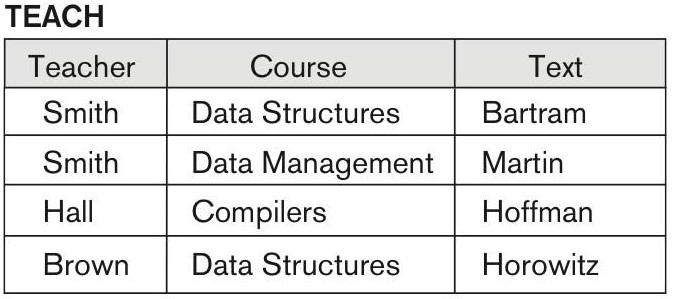 TEACH
Teacher Course Text
Smith Data Structures Bartram
Smith Data Management Martin
Hall Compilers Hoffman
Brown Data Structures Horowitz